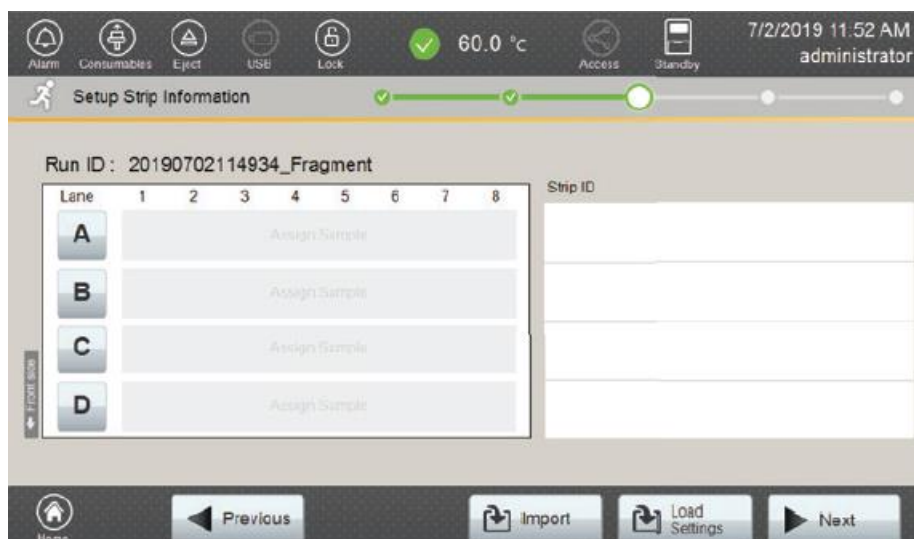 7/2/2019 11:52 AM
60.0 °c
administrator
Alarm Consumables Eject USB Lock Access Standby
Setup Strip Information
Run ID : 20190702114934_Fragment
Strip ID
Lane 1 2 3 4 5 6 7 8
A Assign Sample
B Assign Sample
C Assign Sample
D Assign Sample
Front side
Previous Import Load Settings Next
Home